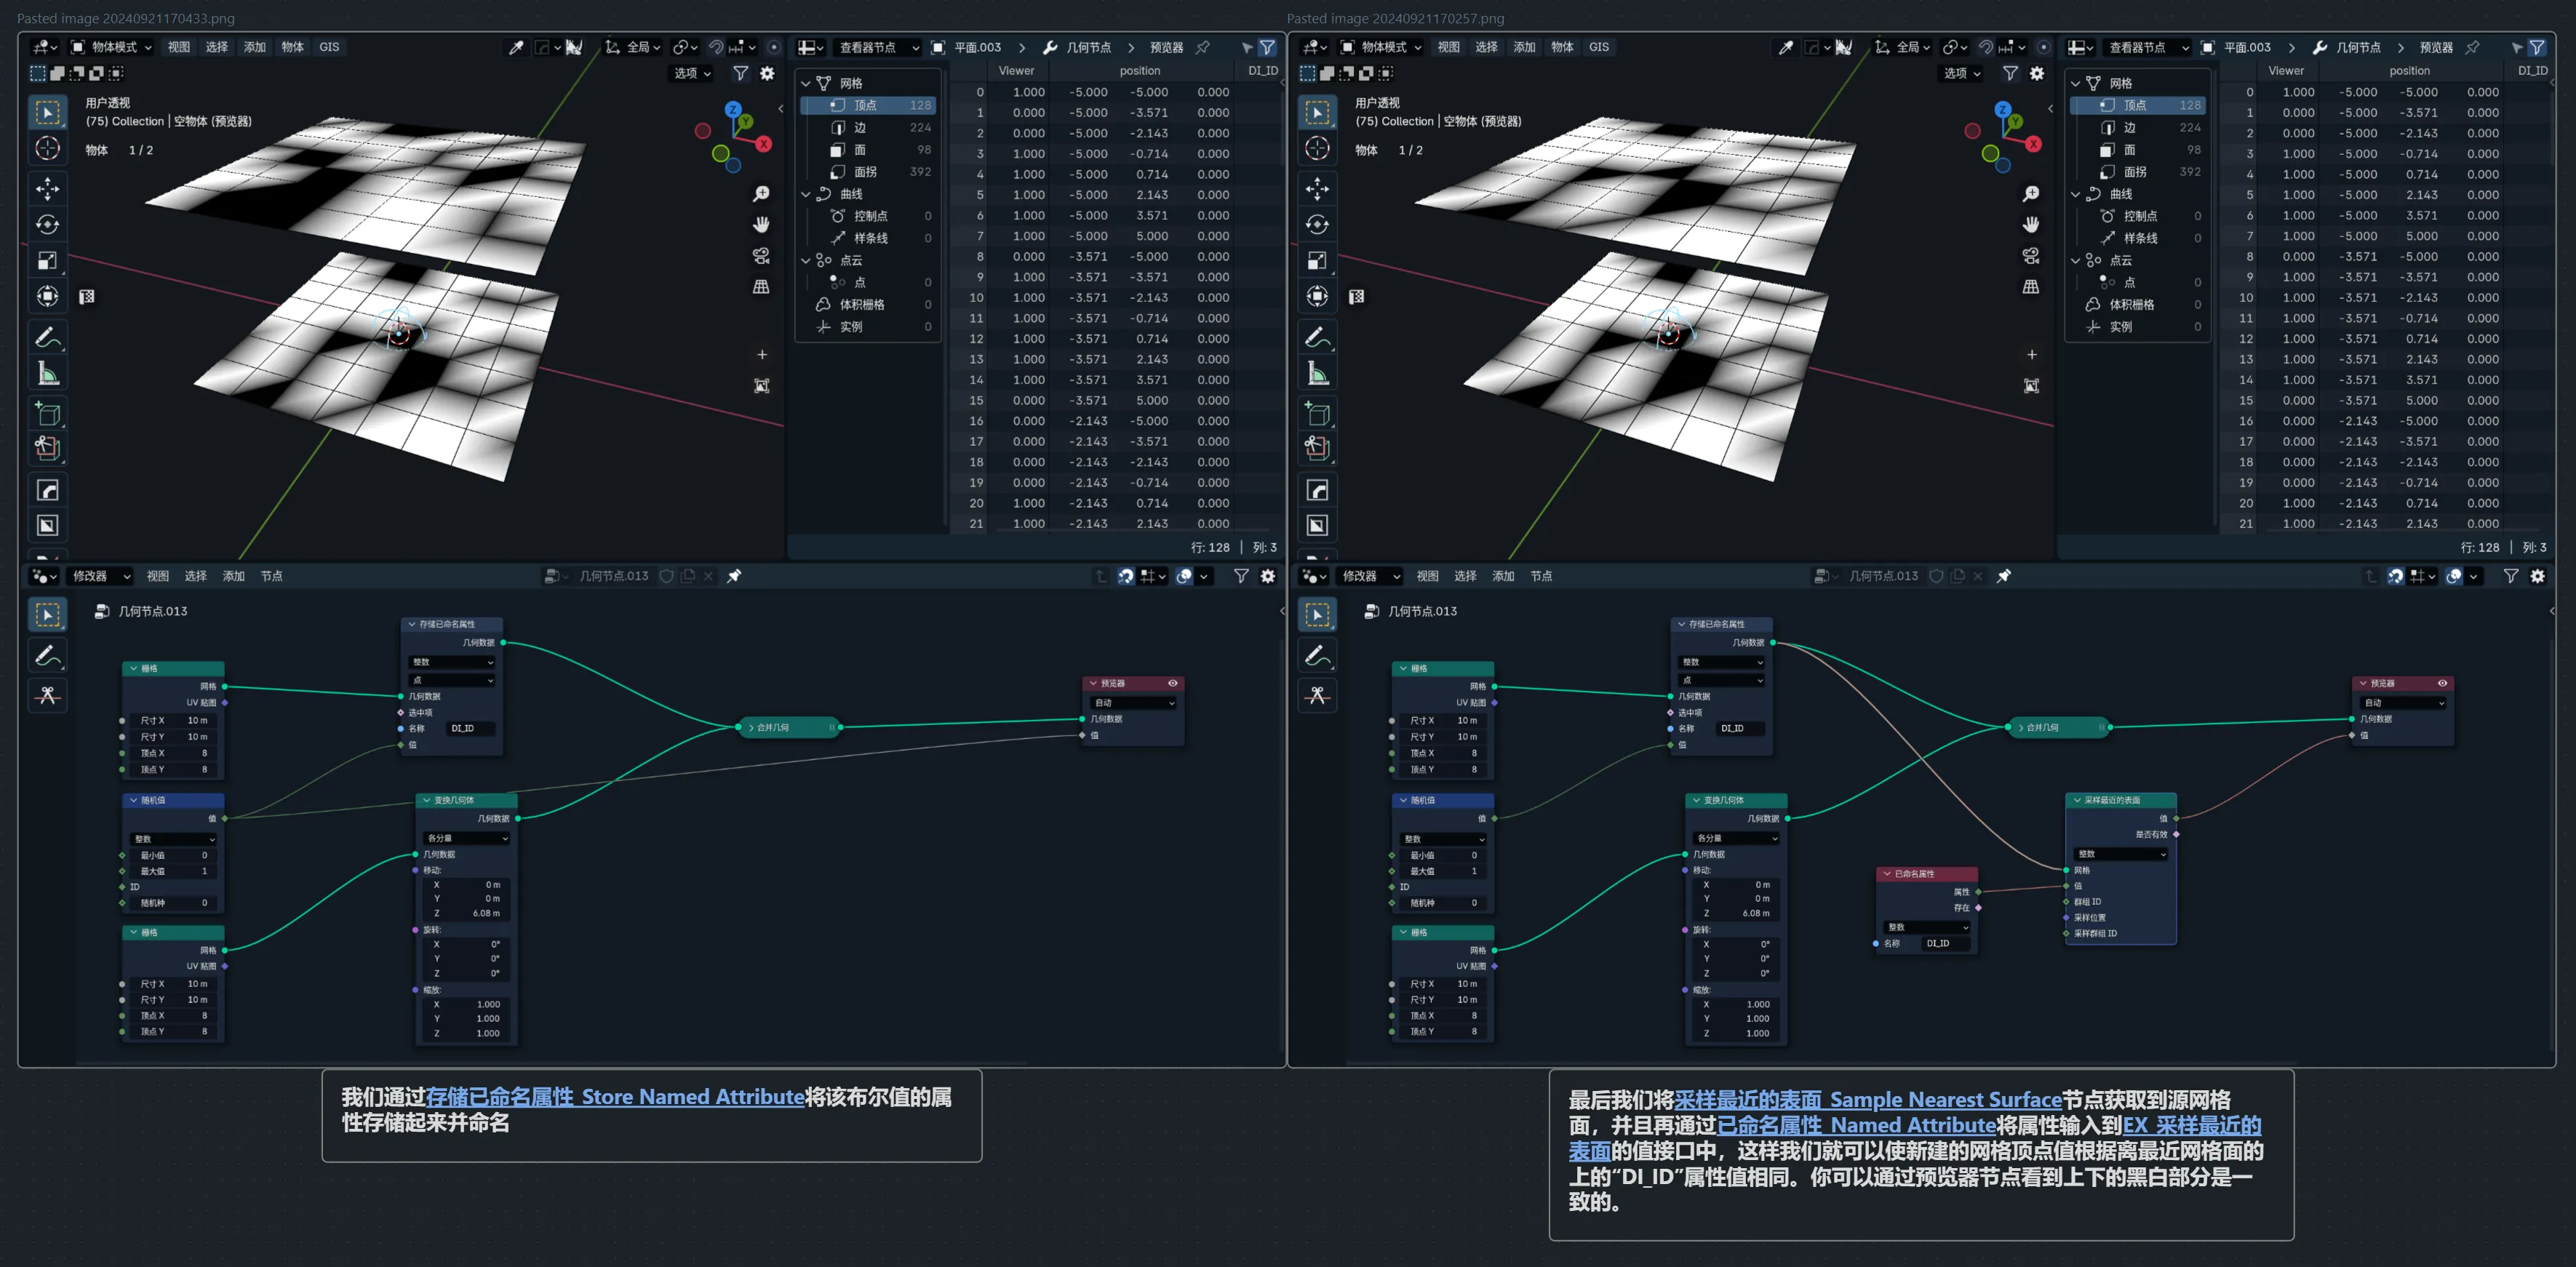 Pasted image 20240921170433.png
物体模式 视图 选择 添加 物体 GIS 全局
选项
用户透视
(75) Collection | 空物体 (预览器)
物体 1 / 2
Z
Y
X
查看器节点 平面.003 几何节点 预览器
网格
顶点 128
边 224
面 98
面拐 392
曲线
控制点 0
样条线 0
点云
点 0
体积栅格 0
实例 0
Viewer position DI_ID
0 1.000 -5.000 -5.000 0.000
1 0.000 -5.000 -3.571 0.000
2 0.000 -5.000 -2.143 0.000
3 1.000 -5.000 -0.714 0.000
4 1.000 -5.000 0.714 0.000
5 1.000 -5.000 2.143 0.000
6 1.000 -5.000 3.571 0.000
7 1.000 -5.000 5.000 0.000
8 0.000 -3.571 -5.000 0.000
9 1.000 -3.571 -3.571 0.000
10 1.000 -3.571 -2.143 0.000
11 1.000 -3.571 -0.714 0.000
12 1.000 -3.571 0.714 0.000
13 1.000 -3.571 2.143 0.000
14 1.000 -3.571 3.571 0.000
15 0.000 -3.571 5.000 0.000
16 0.000 -2.143 -5.000 0.000
17 0.000 -2.143 -3.571 0.000
18 0.000 -2.143 -2.143 0.000
19 0.000 -2.143 -0.714 0.000
20 1.000 -2.143 0.714 0.000
21 1.000 -2.143 2.143 0.000
行: 128 | 列: 3
修改器 视图 选择 添加 节点 几何节点.013
几何节点.013
栅格
网格
UV 贴图
尺寸 X 10 m
尺寸 Y 10 m
顶点 X 8
顶点 Y 8
随机值
值
整数
最小值 0
最大值 1
ID
随机种 0
栅格
网格
UV 贴图
尺寸 X 10 m
尺寸 Y 10 m
顶点 X 8
顶点 Y 8
存储已命名属性
几何数据
整数
点
几何数据
选中项
名称 DI_ID
值
变换几何体
几何数据
各分量
几何数据
移动:
X 0 m
Y 0 m
Z 6.08 m
旋转:
X 0°
Y 0°
Z 0°
缩放:
X 1.000
Y 1.000
Z 1.000
合并几何
预览器
自动
几何数据
值
我们通过存储已命名属性 Store Named Attribute将该布尔值的属
性存储起来并命名
Pasted image 20240921170257.png
物体模式 视图 选择 添加 物体 GIS 全局
选项
用户透视
(75) Collection | 空物体 (预览器)
物体 1 / 2
Z
Y
X
查看器节点 平面.003 几何节点 预览器
网格
顶点 128
边 224
面 98
面拐 392
曲线
控制点 0
样条线 0
点云
点 0
体积栅格 0
实例 0
Viewer position DI_ID
0 1.000 -5.000 -5.000 0.000
1 0.000 -5.000 -3.571 0.000
2 0.000 -5.000 -2.143 0.000
3 1.000 -5.000 -0.714 0.000
4 1.000 -5.000 0.714 0.000
5 1.000 -5.000 2.143 0.000
6 1.000 -5.000 3.571 0.000
7 1.000 -5.000 5.000 0.000
8 0.000 -3.571 -5.000 0.000
9 1.000 -3.571 -3.571 0.000
10 1.000 -3.571 -2.143 0.000
11 1.000 -3.571 -0.714 0.000
12 1.000 -3.571 0.714 0.000
13 1.000 -3.571 2.143 0.000
14 1.000 -3.571 3.571 0.000
15 0.000 -3.571 5.000 0.000
16 0.000 -2.143 -5.000 0.000
17 0.000 -2.143 -3.571 0.000
18 0.000 -2.143 -2.143 0.000
19 0.000 -2.143 -0.714 0.000
20 1.000 -2.143 0.714 0.000
21 1.000 -2.143 2.143 0.000
行: 128 | 列: 3
修改器 视图 选择 添加 节点 几何节点.013
几何节点.013
栅格
网格
UV 贴图
尺寸 X 10 m
尺寸 Y 10 m
顶点 X 8
顶点 Y 8
随机值
值
整数
最小值 0
最大值 1
ID
随机种 0
栅格
网格
UV 贴图
尺寸 X 10 m
尺寸 Y 10 m
顶点 X 8
顶点 Y 8
存储已命名属性
几何数据
整数
点
几何数据
选中项
名称 DI_ID
值
变换几何体
几何数据
各分量
几何数据
移动:
X 0 m
Y 0 m
Z 6.08 m
旋转:
X 0°
Y 0°
Z 0°
缩放:
X 1.000
Y 1.000
Z 1.000
已命名属性
属性
存在
整数
名称 DI_ID
合并几何
采样最近的表面
值
是否有效
整数
网格
值
群组 ID
采样位置
采样群组 ID
预览器
自动
几何数据
值
最后我们将采样最近的表面 Sample Nearest Surface节点获取到源网格
面，并且再通过已命名属性 Named Attribute将属性输入到EX 采样最近的
表面的值接口中，这样我们就可以使新建的网格顶点值根据离最近网格面的
上的“DI_ID”属性值相同。你可以通过预览器节点看到上下的黑白部分是一
致的。